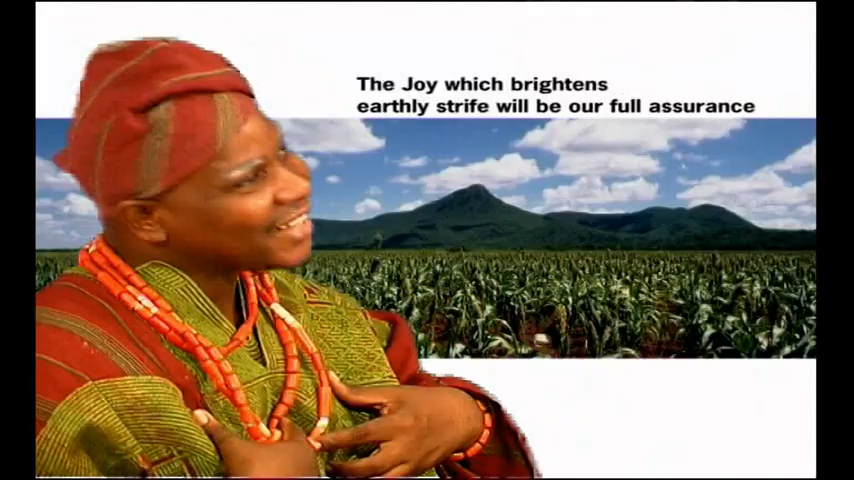 The Joy which brightens
earthly strife will be our full assurance